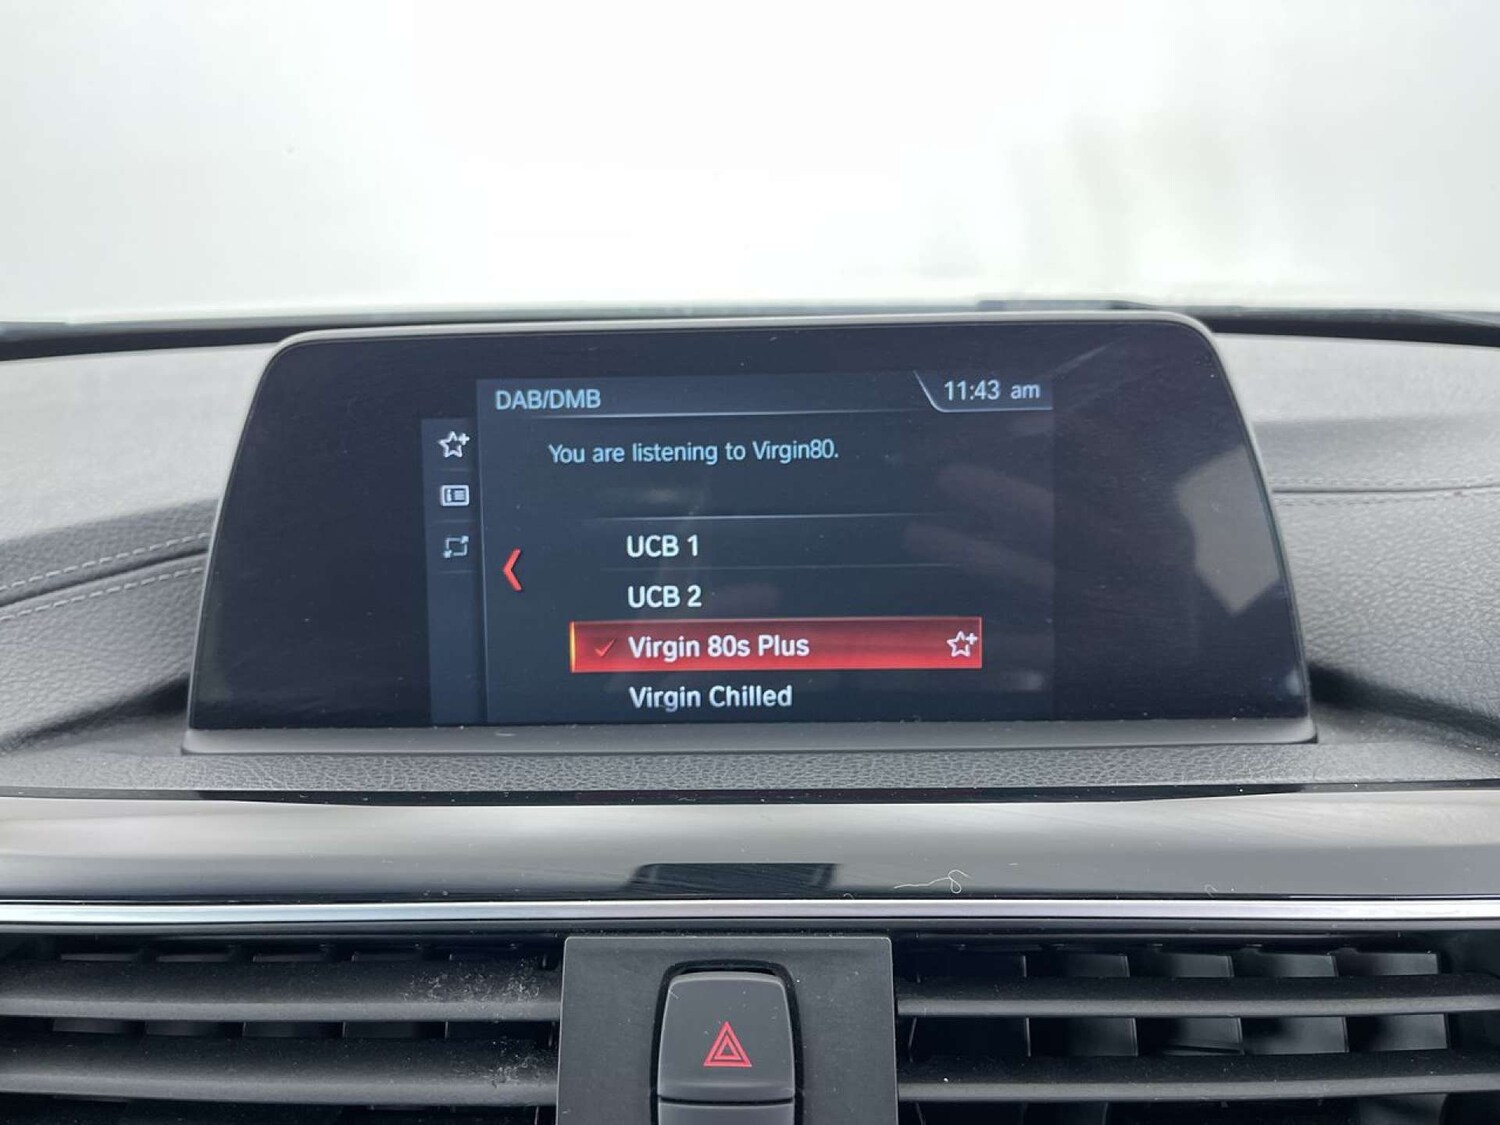 DAB/DMB
11:43 am
You are listening to Virgin80.
UCB 1
UCB 2
Virgin 80s Plus
Virgin Chilled